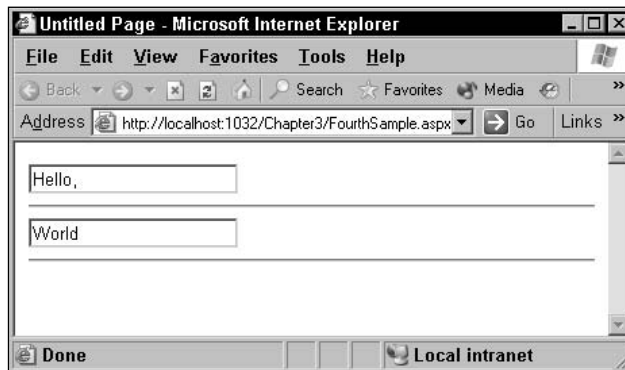 Untitled Page - Microsoft Internet Explorer
File Edit View Favorites Tools Help
Back Search Favorites Media »
Address http://localhost:1032/Chapter3/FourthSample.aspx Go Links »
Hello,
World
Done Local intranet